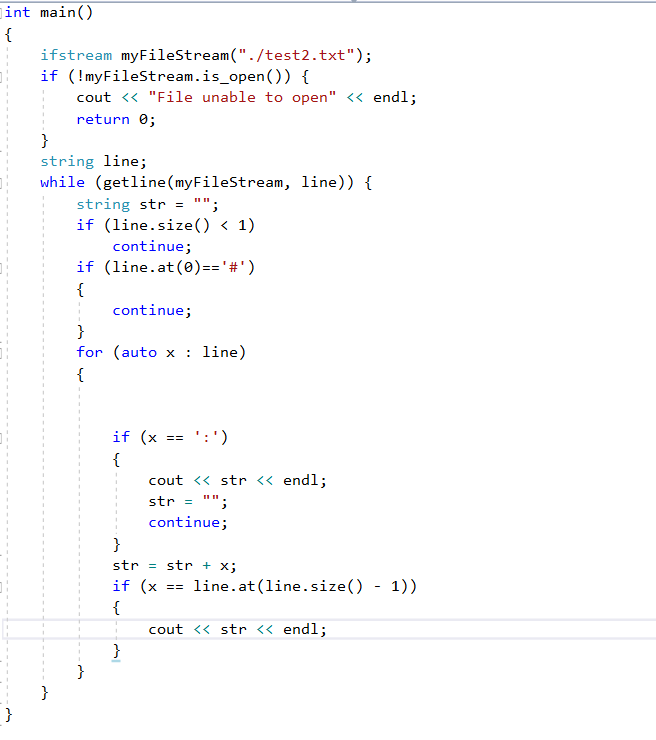 int main()
{
    ifstream myFileStream("./test2.txt");
    if (!myFileStream.is_open()) {
        cout << "File unable to open" << endl;
        return 0;
    }
    string line;
    while (getline(myFileStream, line)) {
        string str = "";
        if (line.size() < 1)
            continue;
        if (line.at(0)=='#')
        {
            continue;
        }
        for (auto x : line)
        {
            if (x == ':')
            {
                cout << str << endl;
                str = "";
                continue;
            }
            str = str + x;
            if (x == line.at(line.size() - 1))
            {
                cout << str << endl;
            }
        }
    }
}